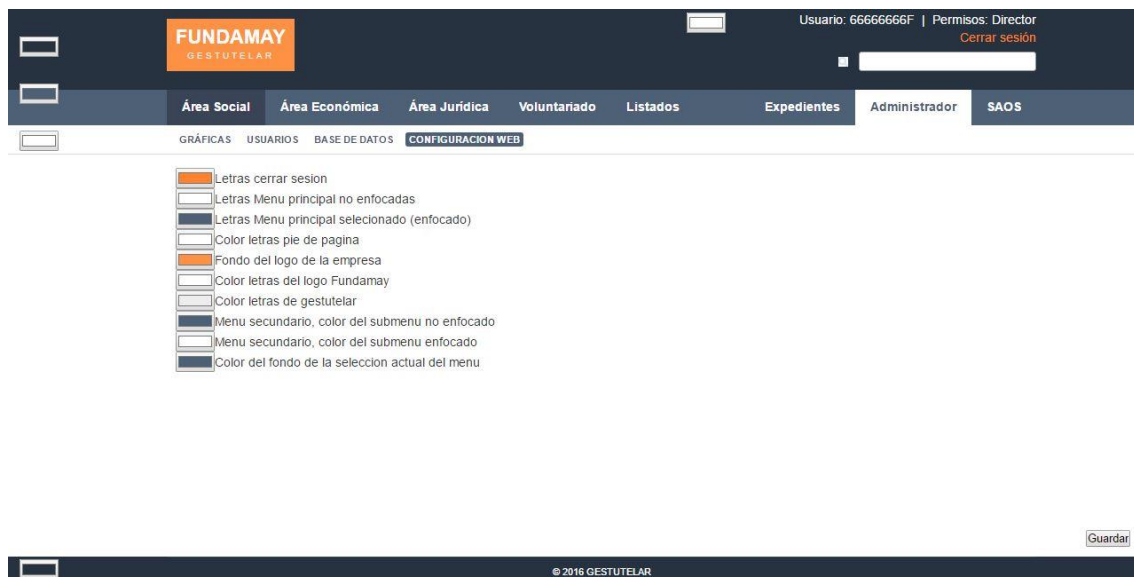 FUNDAMAY
GESTUTELAR
Usuario: 66666666F | Permisos: Director
Cerrar sesión
Área Social Área Económica Área Jurídica Voluntariado Listados Expedientes Administrador SAOS
GRÁFICAS USUARIOS BASE DE DATOS CONFIGURACION WEB
Letras cerrar sesion
Letras Menu principal no enfocadas
Letras Menu principal selecionado (enfocado)
Color letras pie de pagina
Fondo del logo de la empresa
Color letras del logo Fundamay
Color letras de gestutelar
Menu secundario, color del submenu no enfocado
Menu secundario, color del submenu enfocado
Color del fondo de la seleccion actual del menu
Guardar
© 2016 GESTUTELAR